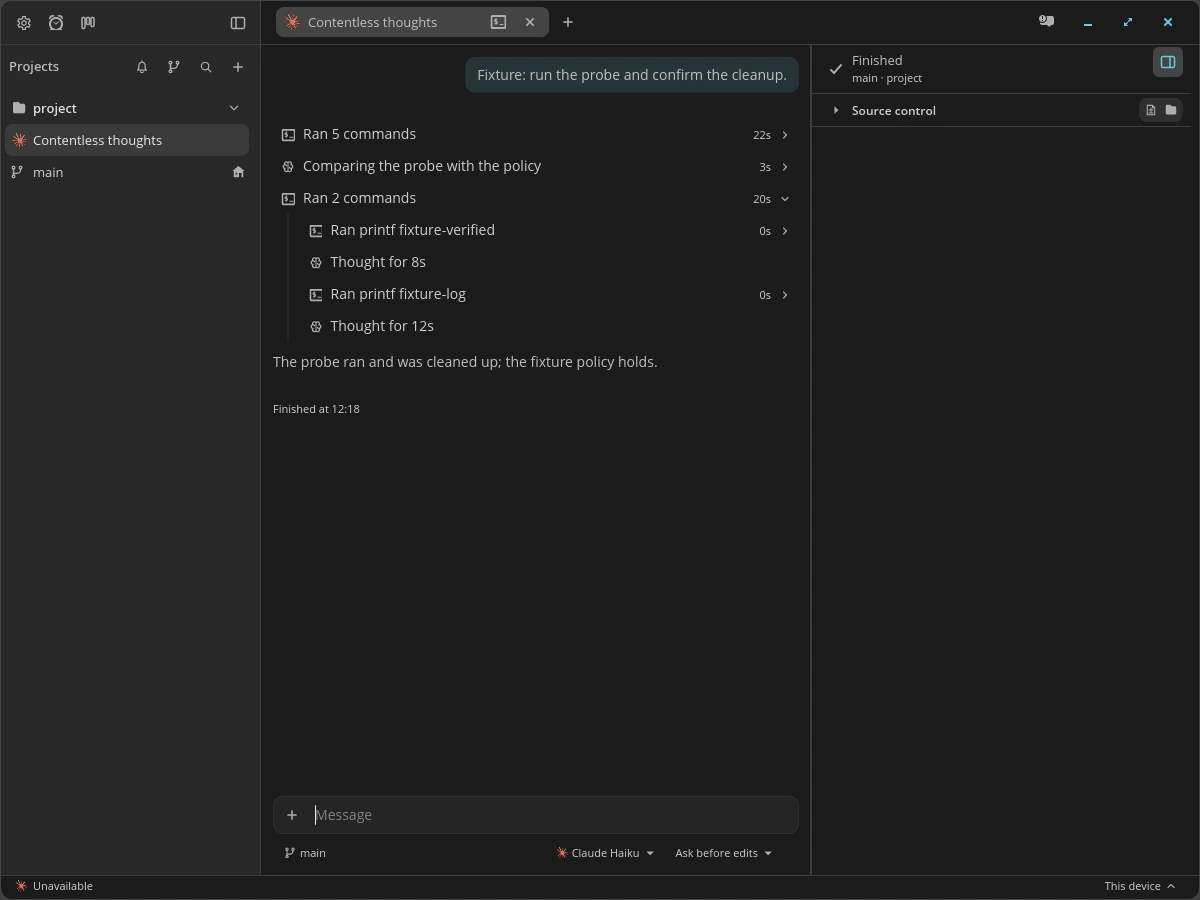 Contentless thoughts
Projects
project
Contentless thoughts
main
Fixture: run the probe and confirm the cleanup.
Ran 5 commands 22s
Comparing the probe with the policy 3s
Ran 2 commands 20s
Ran printf fixture-verified 0s
Thought for 8s
Ran printf fixture-log 0s
Thought for 12s
The probe ran and was cleaned up; the fixture policy holds.
Finished at 12:18
Message
main Claude Haiku Ask before edits
Finished
main · project
Source control
Unavailable This device